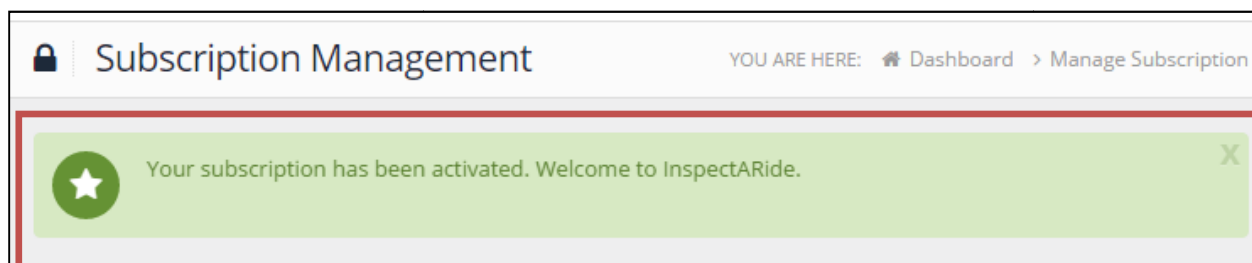 Subscription Management
YOU ARE HERE: Dashboard > Manage Subscription
Your subscription has been activated. Welcome to InspectARide.
X